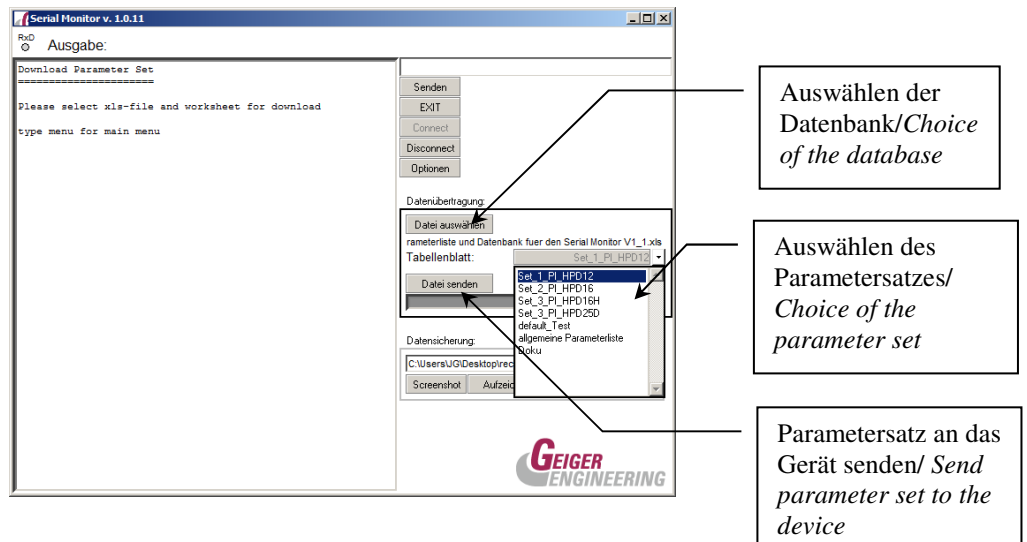 Serial Monitor v. 1.0.11
RxD
Ausgabe:
Download Parameter Set
======================
Please select xls-file and worksheet for download
type menu for main menu
Senden
EXIT
Connect
Disconnect
Optionen
Datenübertragung:
Datei auswählen
rameterliste und Datenbank fuer den Serial Monitor V1_1.xls
Tabellenblatt:
Set_1_PI_HPD12
Datei senden
Set_1_PI_HPD12
Set_2_PI_HPD16
Set_3_PI_HPD16H
Set_3_PI_HPD25D
default_Test
allgemeine Parameterliste
Doku
Datensicherung:
C:\Users\JG\Desktop\rec
Screenshot
Aufzeic
GEIGER
ENGINEERING
Auswählen der
Datenbank/Choice
of the database
Auswählen des
Parametersatzes/
Choice of the
parameter set
Parametersatz an das
Gerät senden/ Send
parameter set to the
device